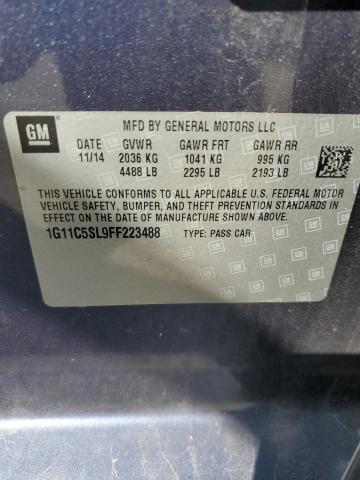 GM
MFD BY GENERAL MOTORS LLC
DATE GVWR GAWR FRT GAWR RR
11/14 2036 KG 1041 KG 995 KG
4488 LB 2295 LB 2193 LB
THIS VEHICLE CONFORMS TO ALL APPLICABLE U.S. FEDERAL MOTOR
VEHICLE SAFETY, BUMPER, AND THEFT PREVENTION STANDARDS IN
EFFECT ON THE DATE OF MANUFACTURE SHOWN ABOVE.
1G11C5SL9FF223488 TYPE: PASS CAR